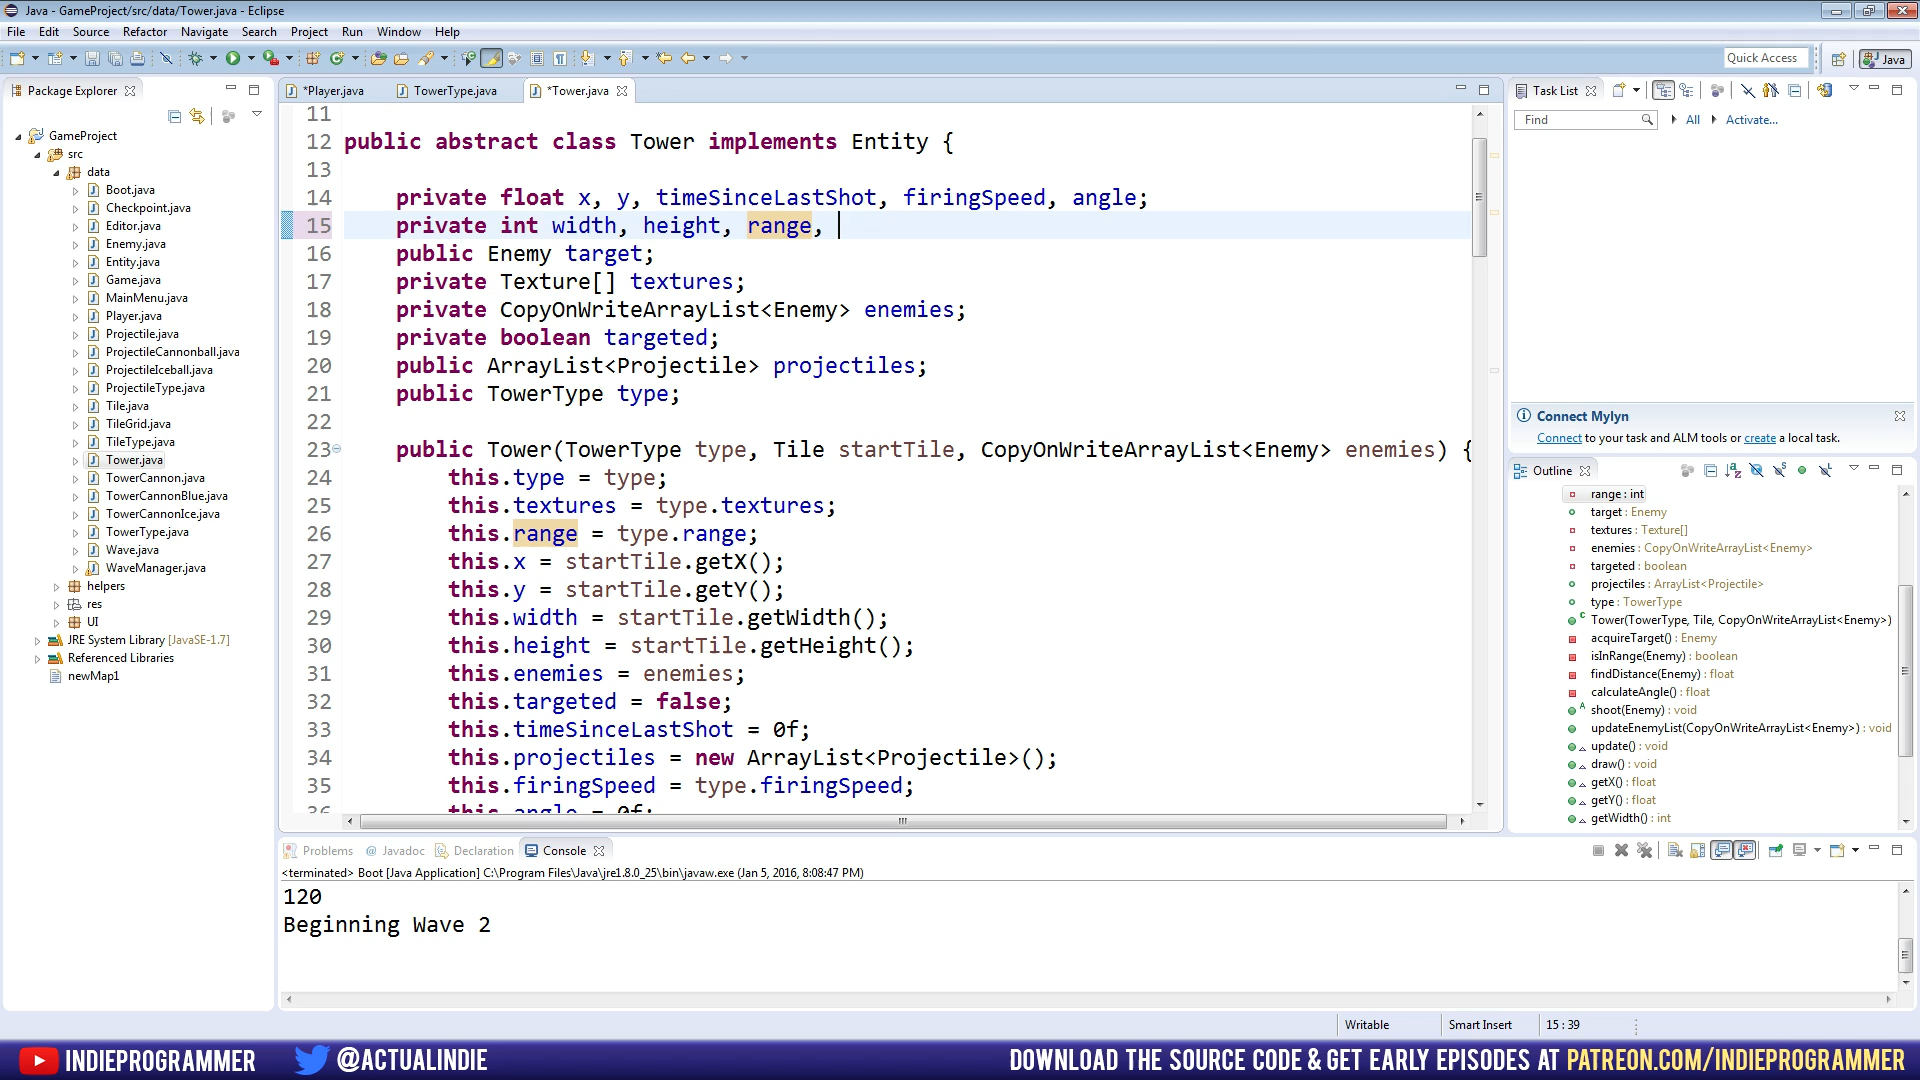 Java - GameProject/src/data/Tower.java - Eclipse
File Edit Source Refactor Navigate Search Project Run Window Help
Quick Access
Java
Package Explorer
*Player.java
TowerType.java
*Tower.java
Task List
Find
All
Activate...
GameProject
src
data
Boot.java
Checkpoint.java
Editor.java
Enemy.java
Entity.java
Game.java
MainMenu.java
Player.java
Projectile.java
ProjectileCannonball.java
ProjectileIceball.java
ProjectileType.java
Tile.java
TileGrid.java
TileType.java
Tower.java
TowerCannon.java
TowerCannonBlue.java
TowerCannonIce.java
TowerType.java
Wave.java
WaveManager.java
helpers
res
UI
JRE System Library [JavaSE-1.7]
Referenced Libraries
newMap1
11
12 public abstract class Tower implements Entity {
13
14 private float x, y, timeSinceLastShot, firingSpeed, angle;
15 private int width, height, range,
16 public Enemy target;
17 private Texture[] textures;
18 private CopyOnWriteArrayList<Enemy> enemies;
19 private boolean targeted;
20 public ArrayList<Projectile> projectiles;
21 public TowerType type;
22
23 public Tower(TowerType type, Tile startTile, CopyOnWriteArrayList<Enemy> enemies) {
24 this.type = type;
25 this.textures = type.textures;
26 this.range = type.range;
27 this.x = startTile.getX();
28 this.y = startTile.getY();
29 this.width = startTile.getWidth();
30 this.height = startTile.getHeight();
31 this.enemies = enemies;
32 this.targeted = false;
33 this.timeSinceLastShot = 0f;
34 this.projectiles = new ArrayList<Projectile>();
35 this.firingSpeed = type.firingSpeed;
36 this.angle = 0f;
Connect Mylyn
Connect to your task and ALM tools or create a local task.
Outline
range : int
target : Enemy
textures : Texture[]
enemies : CopyOnWriteArrayList<Enemy>
targeted : boolean
projectiles : ArrayList<Projectile>
type : TowerType
Tower(TowerType, Tile, CopyOnWriteArrayList<Enemy>)
acquireTarget() : Enemy
isInRange(Enemy) : boolean
findDistance(Enemy) : float
calculateAngle() : float
shoot(Enemy) : void
updateEnemyList(CopyOnWriteArrayList<Enemy>) : void
update() : void
draw() : void
getX() : float
getY() : float
getWidth() : int
Problems
Javadoc
Declaration
Console
<terminated> Boot [Java Application] C:\Program Files\Java\jre1.8.0_25\bin\javaw.exe (Jan 5, 2016, 8:08:47 PM)
120
Beginning Wave 2
Writable
Smart Insert
15 : 39
INDIEPROGRAMMER
@ACTUALINDIE
DOWNLOAD THE SOURCE CODE & GET EARLY EPISODES AT PATREON.COM/INDIEPROGRAMMER